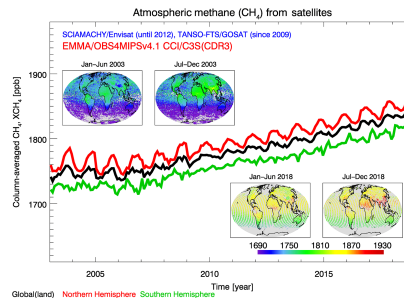 Atmospheric methane (CH4) from satellites
SCIAMACHY/Envisat (until 2012), TANSO-FTS/GOSAT (since 2009)
EMMA/OBS4MIPSv4.1 CCI/C3S(CDR3)
Jan–Jun 2003 Jul–Dec 2003
1900
1800
1700
Column-averaged CH4, XCH4 [ppb]
Jan–Jun 2018 Jul–Dec 2018
1690 1750 1810 1870 1930
2005 2010 2015
Time [year]
Global(land) Northern Hemisphere Southern Hemisphere